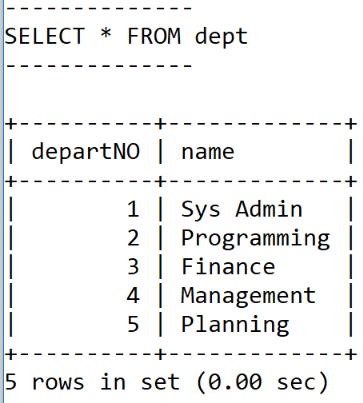 --------------
SELECT * FROM dept
--------------
+----------+-------------+
| departNO | name        |
+----------+-------------+
|        1 | Sys Admin   |
|        2 | Programming |
|        3 | Finance     |
|        4 | Management  |
|        5 | Planning    |
+----------+-------------+
5 rows in set (0.00 sec)